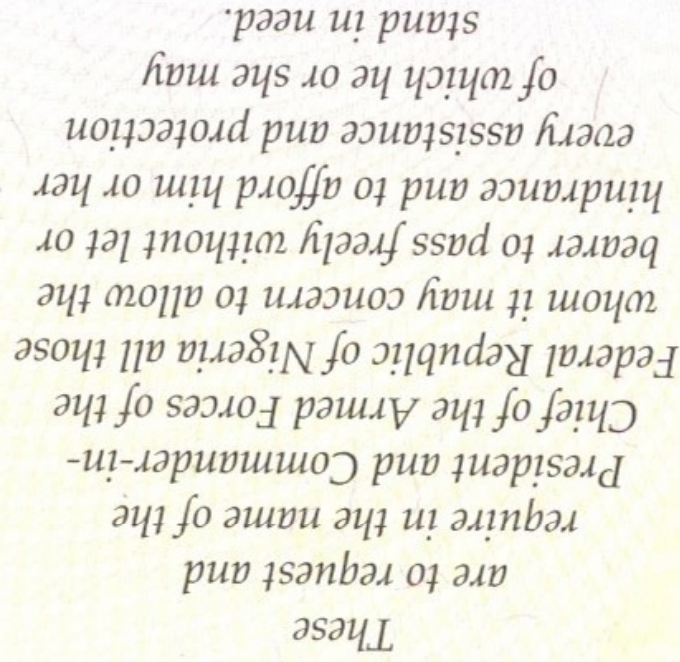 These
are to request and
require in the name of the
President and Commander-in-
Chief of the Armed Forces of the
Federal Republic of Nigeria all those
whom it may concern to allow the
bearer to pass freely without let or
hindrance and to afford him or her
every assistance and protection
of which he or she may
stand in need.